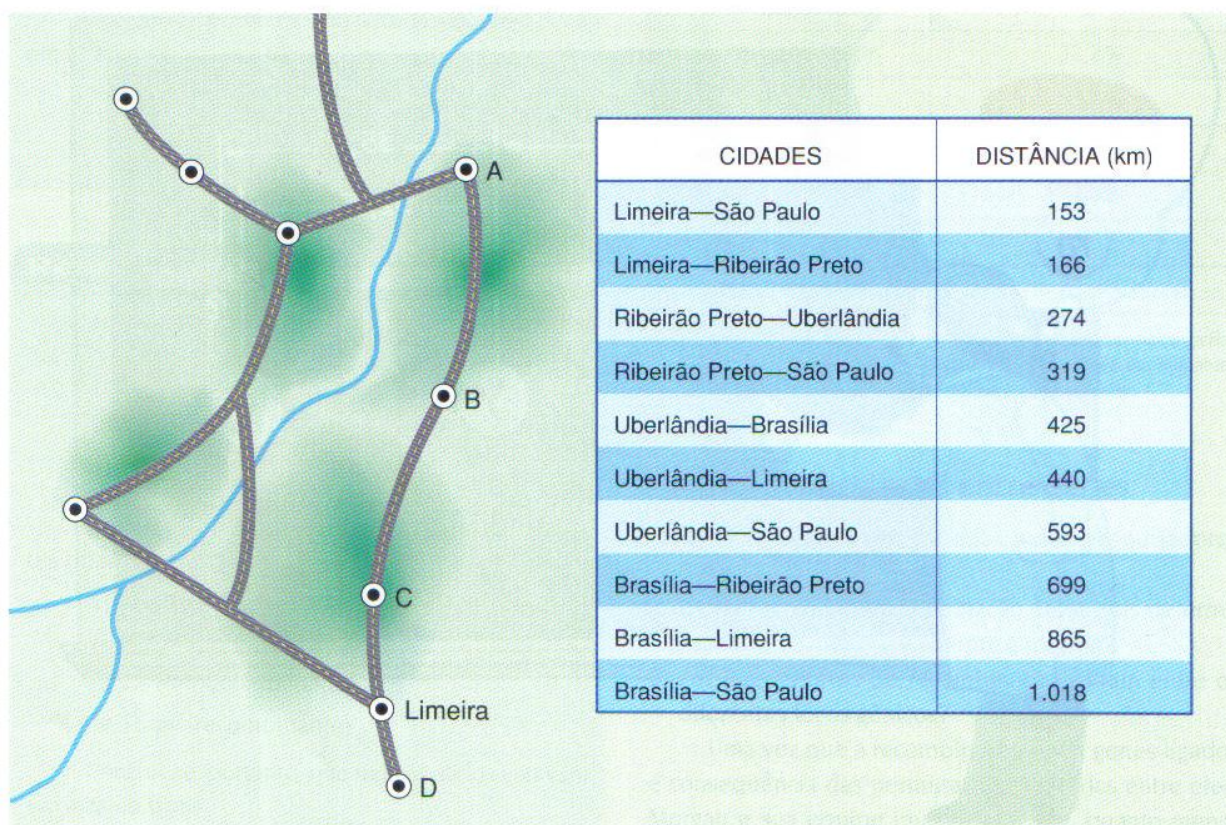 A
B
C
Limeira
D
CIDADES DISTÂNCIA (km)
Limeira—São Paulo 153
Limeira—Ribeirão Preto 166
Ribeirão Preto—Uberlândia 274
Ribeirão Preto—São Paulo 319
Uberlândia—Brasília 425
Uberlândia—Limeira 440
Uberlândia—São Paulo 593
Brasília—Ribeirão Preto 699
Brasília—Limeira 865
Brasília—São Paulo 1.018